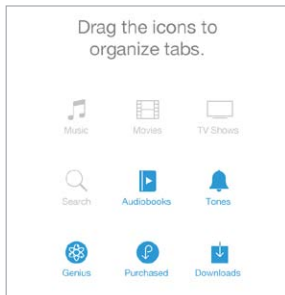 Drag the icons to
organize tabs.
Music Movies TV Shows
Search Audiobooks Tones
Genius Purchased Downloads